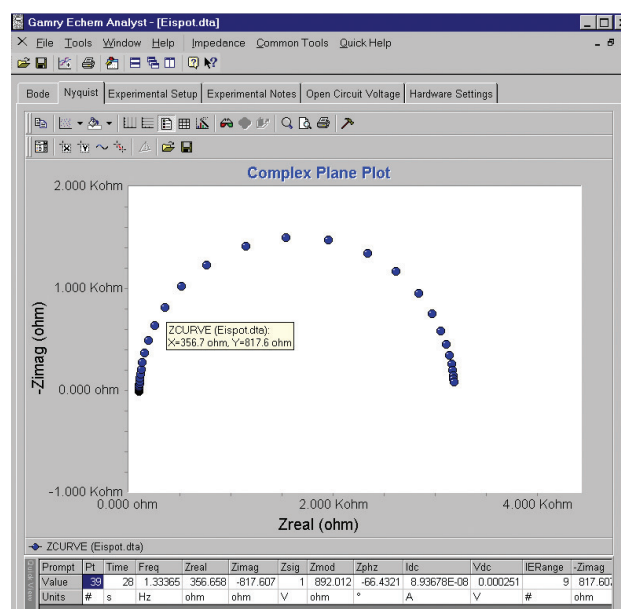 Gamry Echem Analyst - [Eispot.dta]
File Tools Window Help Impedance Common Tools Quick Help
Bode Nyquist Experimental Setup Experimental Notes Open Circuit Voltage Hardware Settings
Complex Plane Plot
2.000 Kohm
1.000 Kohm
0.000 ohm
-1.000 Kohm
-Zimag (ohm)
ZCURVE (Eispot.dta):
X=356.7 ohm, Y=817.6 ohm
0.000 ohm 2.000 Kohm 4.000 Kohm
Zreal (ohm)
ZCURVE (Eispot.dta)
Quick View
Prompt Pt Time Freq Zreal Zimag Zsig Zmod Zphz Idc Vdc IERange -Zimag
Value 39 28 1.33365 356.658 -817.607 1 892.012 -66.4321 8.93678E-08 0.000251 9 817.607
Units # s Hz ohm ohm V ohm ° A V # ohm